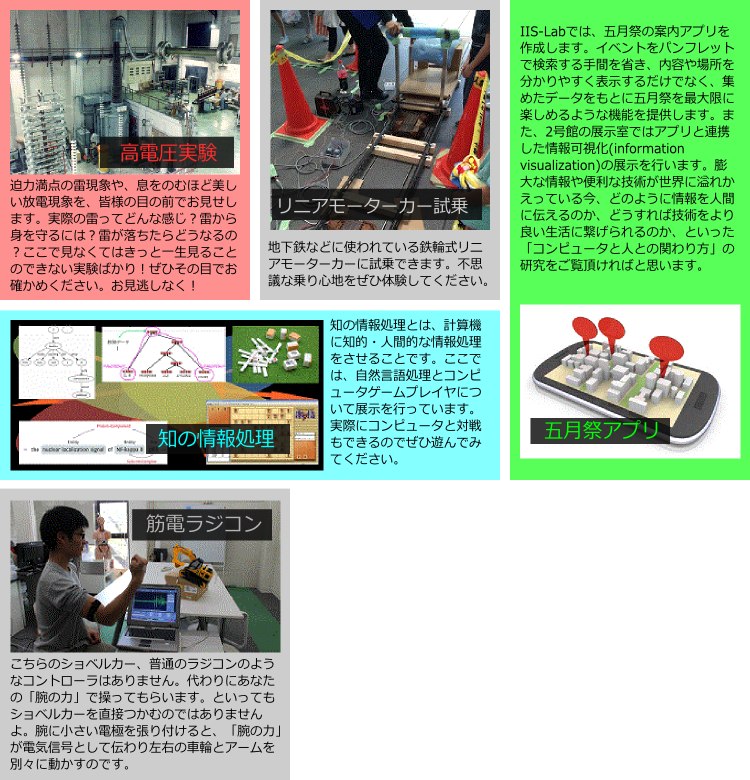 高電圧実験
迫力満点の雷現象や、息をのむほど美し
い放電現象を、皆様の目の前でお見せし
ます。実際の雷ってどんな感じ？雷から
身を守るには？雷が落ちたらどうなるの
？ここで見なくてはきっと一生見ること
のできない実験ばかり！ぜひその目でお
確かめください。お見逃しなく！
リニアモーターカー試乗
地下鉄などに使われている鉄輪式リニ
アモーターカーに試乗できます。不思
議な乗り心地をぜひ体験してください。
IIS-Labでは、五月祭の案内アプリを
作成します。イベントをパンフレット
で検索する手間を省き、内容や場所を
分かりやすく表示するだけでなく、集
めたデータをもとに五月祭を最大限に
楽しめるような機能を提供します。ま
た、2号館の展示室ではアプリと連携
した情報可視化(information
visualization)の展示を行います。膨
大な情報や便利な技術が世界に溢れか
えっている今、どのように情報を人間
に伝えるのか、どうすれば技術をより
良い生活に繋げられるのか、といった
「コンピュータと人との関わり方」の
研究をご覧頂ければと思います。
五月祭アプリ
知の情報処理
the nuclear localization signal of
知の情報処理とは、計算機
に知的・人間的な情報処理
をさせることです。ここで
は、自然言語処理とコンピ
ュータゲームプレイヤにつ
いて展示を行っています。
実際にコンピュータと対戦
もできるのでぜひ遊んでみ
てください。
筋電ラジコン
こちらのショベルカー、普通のラジコンのよう
なコントローラはありません。代わりにあなた
の「腕の力」で操ってもらいます。といっても
ショベルカーを直接つかむのではありません
よ。腕に小さい電極を張り付けると、「腕の力」
が電気信号として伝わり左右の車輪とアームを
別々に動かすのです。